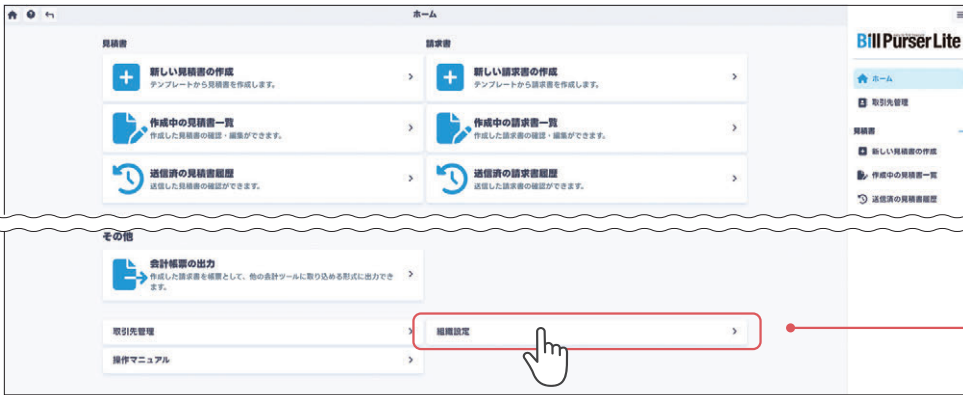 ホーム
見積書
請求書
新しい見積書の作成
テンプレートから見積書を作成します。
新しい請求書の作成
テンプレートから請求書を作成します。
作成中の見積書一覧
作成した見積書の確認・編集ができます。
作成中の請求書一覧
作成した請求書の確認・編集ができます。
送信済の見積書履歴
送信した見積書の確認ができます。
送信済の請求書履歴
送信した請求書の確認ができます。
その他
会計帳票の出力
作成した請求書を帳票として、他の会計ツールに取り込める形式に出力でき
ます。
取引先管理
組織設定
操作マニュアル
Bill Purser Lite
ホーム
取引先管理
見積書
新しい見積書の作成
作成中の見積書一覧
送信済の見積書履歴